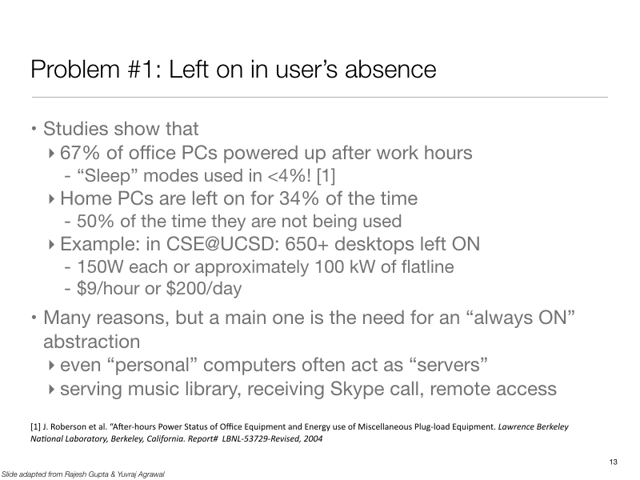 Problem #1: Left on in user’s absence
• Studies show that
‣ 67% of office PCs powered up after work hours
- “Sleep” modes used in <4%! [1]
‣ Home PCs are left on for 34% of the time
- 50% of the time they are not being used
‣ Example: in CSE@UCSD: 650+ desktops left ON
- 150W each or approximately 100 kW of flatline
- $9/hour or $200/day
• Many reasons, but a main one is the need for an “always ON”
abstraction
‣ even “personal” computers often act as “servers”
‣ serving music library, receiving Skype call, remote access
[1] J. Roberson et al. “After-hours Power Status of Office Equipment and Energy use of Miscellaneous Plug-load Equipment. Lawrence Berkeley
National Laboratory, Berkeley, California. Report# LBNL-53729-Revised, 2004
13
Slide adapted from Rajesh Gupta & Yuvraj Agrawal